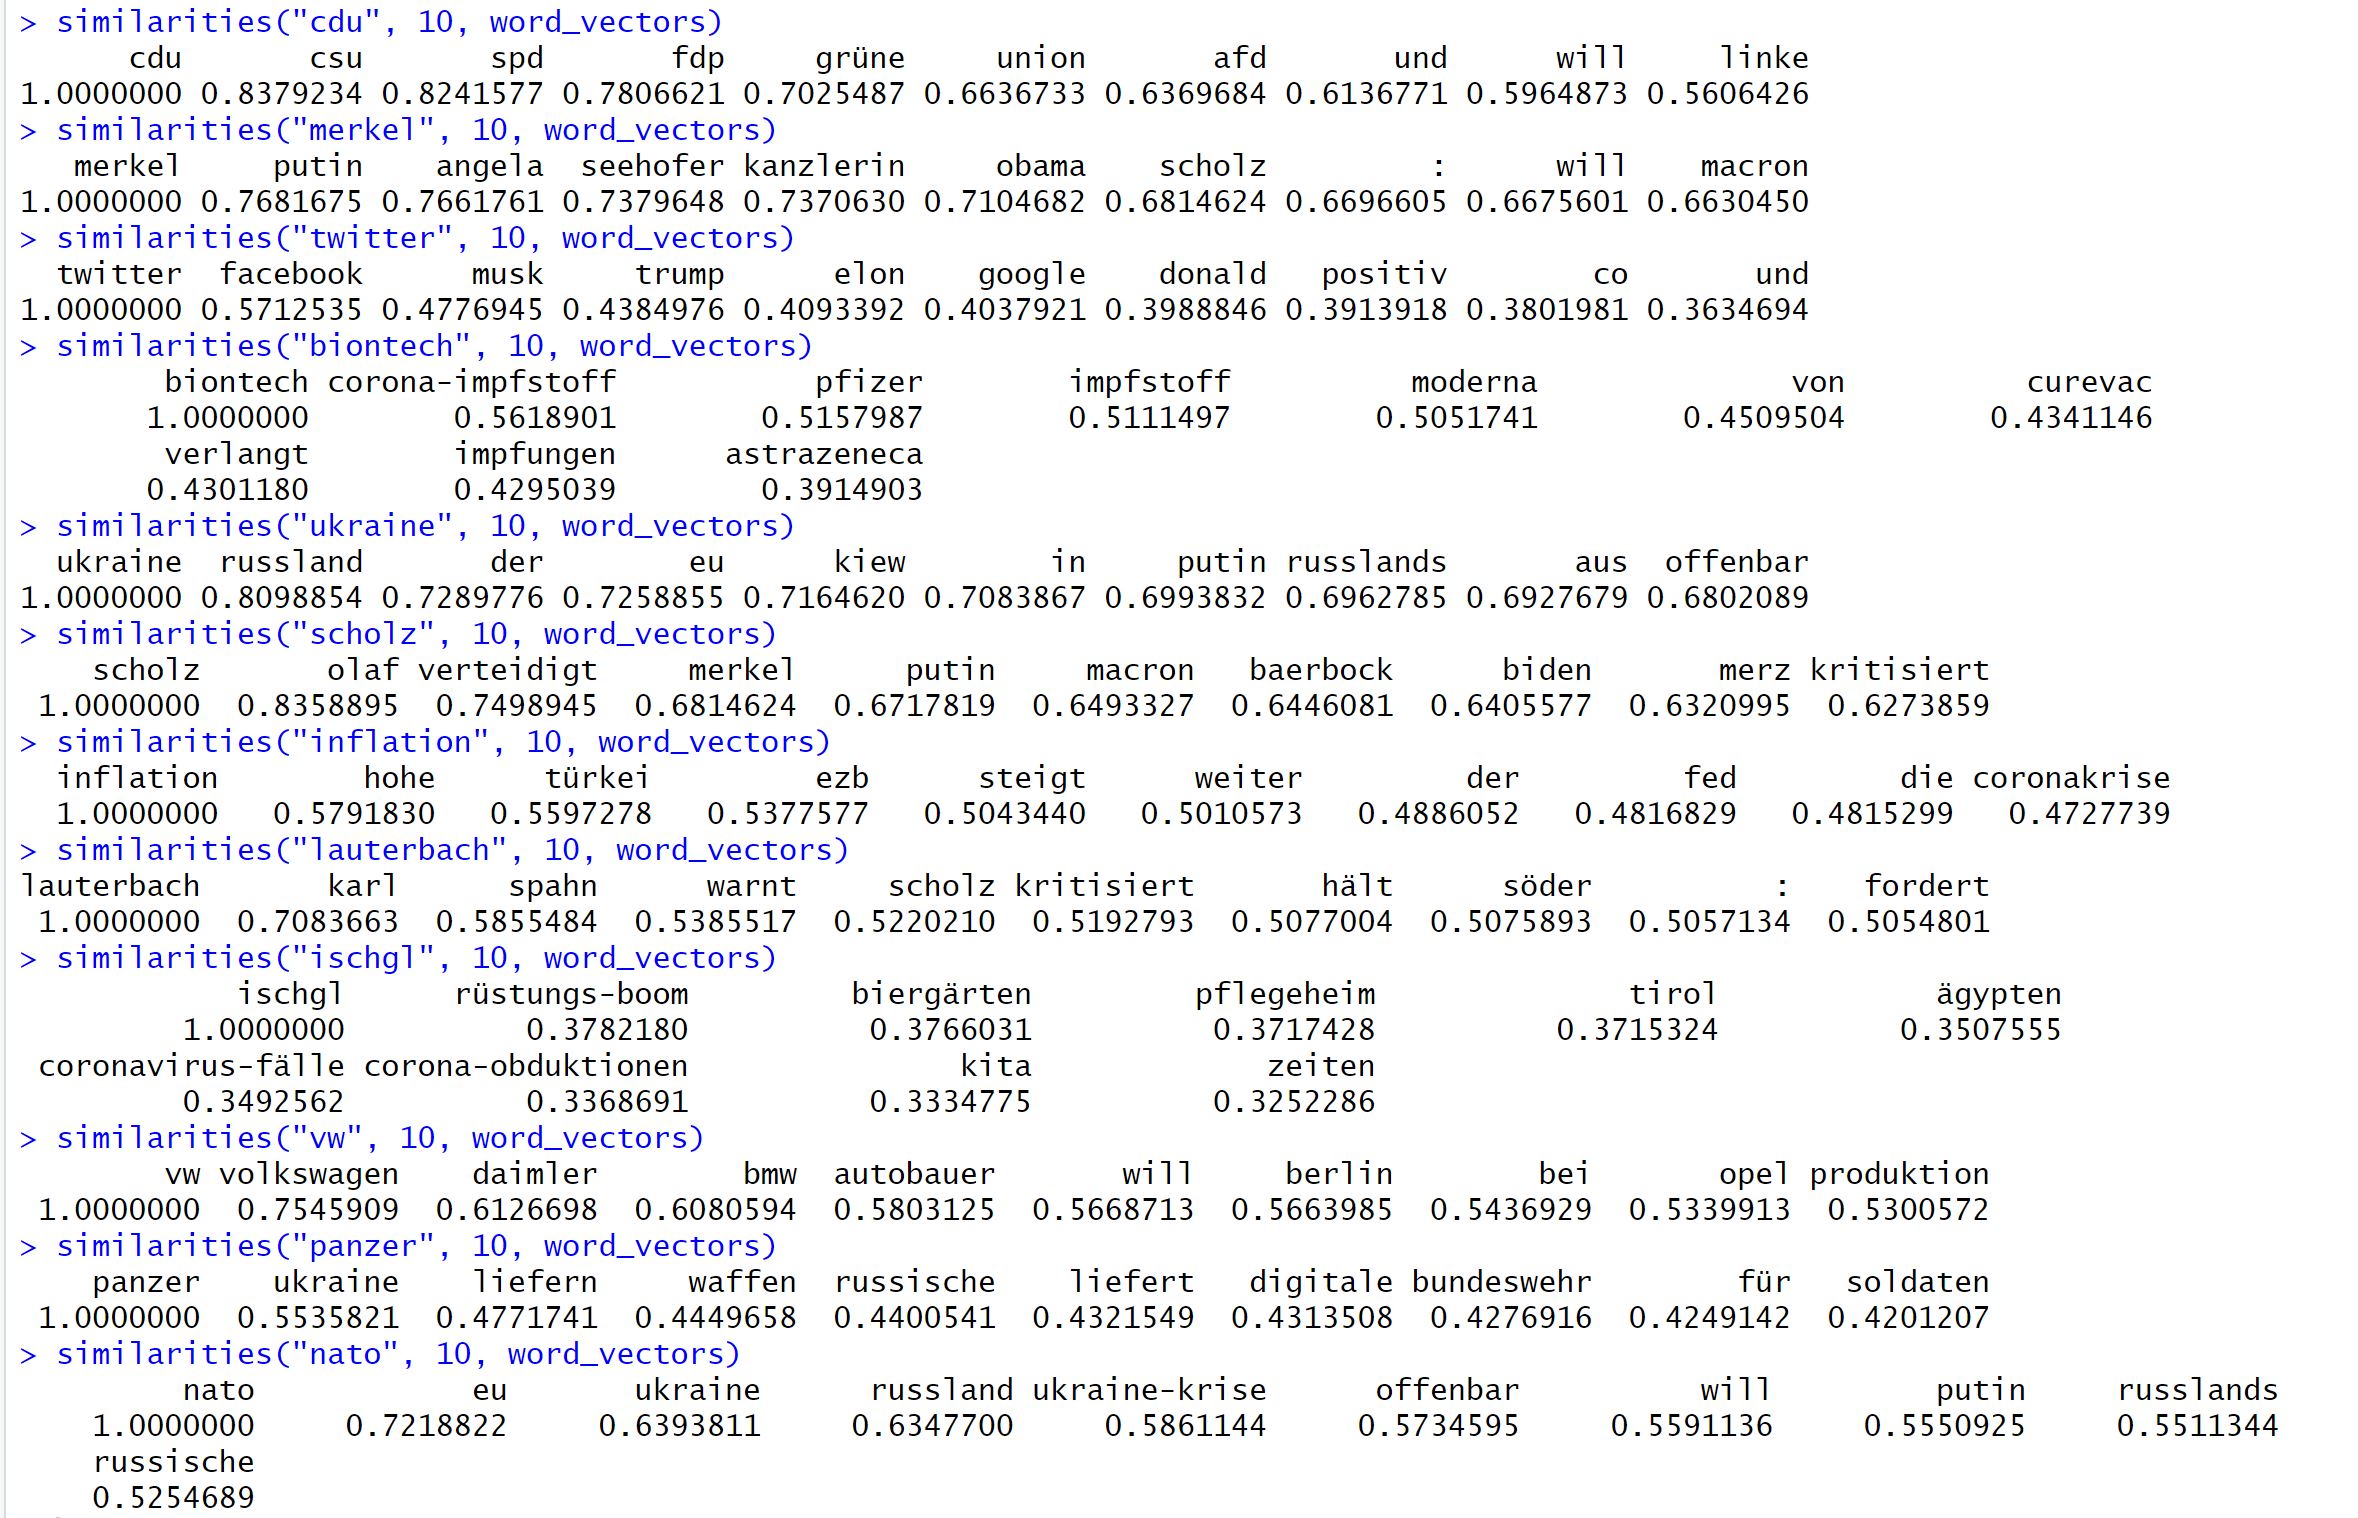 > similarities("cdu", 10, word_vectors)
cdu csu spd fdp grüne union afd und will linke
1.0000000 0.8379234 0.8241577 0.7806621 0.7025487 0.6636733 0.6369684 0.6136771 0.5964873 0.5606426
> similarities("merkel", 10, word_vectors)
merkel putin angela seehofer kanzlerin obama scholz : will macron
1.0000000 0.7681675 0.7661761 0.7379648 0.7370630 0.7104682 0.6814624 0.6696605 0.6675601 0.6630450
> similarities("twitter", 10, word_vectors)
twitter facebook musk trump elon google donald positiv co und
1.0000000 0.5712535 0.4776945 0.4384976 0.4093392 0.4037921 0.3988846 0.3913918 0.3801981 0.3634694
> similarities("biontech", 10, word_vectors)
biontech corona-impfstoff pfizer impfstoff moderna von curevac
1.0000000 0.5618901 0.5157987 0.5111497 0.5051741 0.4509504 0.4341146
verlangt impfungen astrazeneca
0.4301180 0.4295039 0.3914903
> similarities("ukraine", 10, word_vectors)
ukraine russland der eu kiew in putin russlands aus offenbar
1.0000000 0.8098854 0.7289776 0.7258855 0.7164620 0.7083867 0.6993832 0.6962785 0.6927679 0.6802089
> similarities("scholz", 10, word_vectors)
scholz olaf verteidigt merkel putin macron baerbock biden merz kritisiert
1.0000000 0.8358895 0.7498945 0.6814624 0.6717819 0.6493327 0.6446081 0.6405577 0.6320995 0.6273859
> similarities("inflation", 10, word_vectors)
inflation hohe türkei ezb steigt weiter der fed die coronakrise
1.0000000 0.5791830 0.5597278 0.5377577 0.5043440 0.5010573 0.4886052 0.4816829 0.4815299 0.4727739
> similarities("lauterbach", 10, word_vectors)
lauterbach karl spahn warnt scholz kritisiert hält söder : fordert
1.0000000 0.7083663 0.5855484 0.5385517 0.5220210 0.5192793 0.5077004 0.5075893 0.5057134 0.5054801
> similarities("ischgl", 10, word_vectors)
ischgl rüstungs-boom biergärten pflegeheim tirol ägypten
1.0000000 0.3782180 0.3766031 0.3717428 0.3715324 0.3507555
coronavirus-fälle corona-obduktionen kita zeiten
0.3492562 0.3368691 0.3334775 0.3252286
> similarities("vw", 10, word_vectors)
vw volkswagen daimler bmw autobauer will berlin bei opel produktion
1.0000000 0.7545909 0.6126698 0.6080594 0.5803125 0.5668713 0.5663985 0.5436929 0.5339913 0.5300572
> similarities("panzer", 10, word_vectors)
panzer ukraine liefern waffen russische liefert digitale bundeswehr für soldaten
1.0000000 0.5535821 0.4771741 0.4449658 0.4400541 0.4321549 0.4313508 0.4276916 0.4249142 0.4201207
> similarities("nato", 10, word_vectors)
nato eu ukraine russland ukraine-krise offenbar will putin russlands
1.0000000 0.7218822 0.6393811 0.6347700 0.5861144 0.5734595 0.5591136 0.5550925 0.5511344
russische
0.5254689